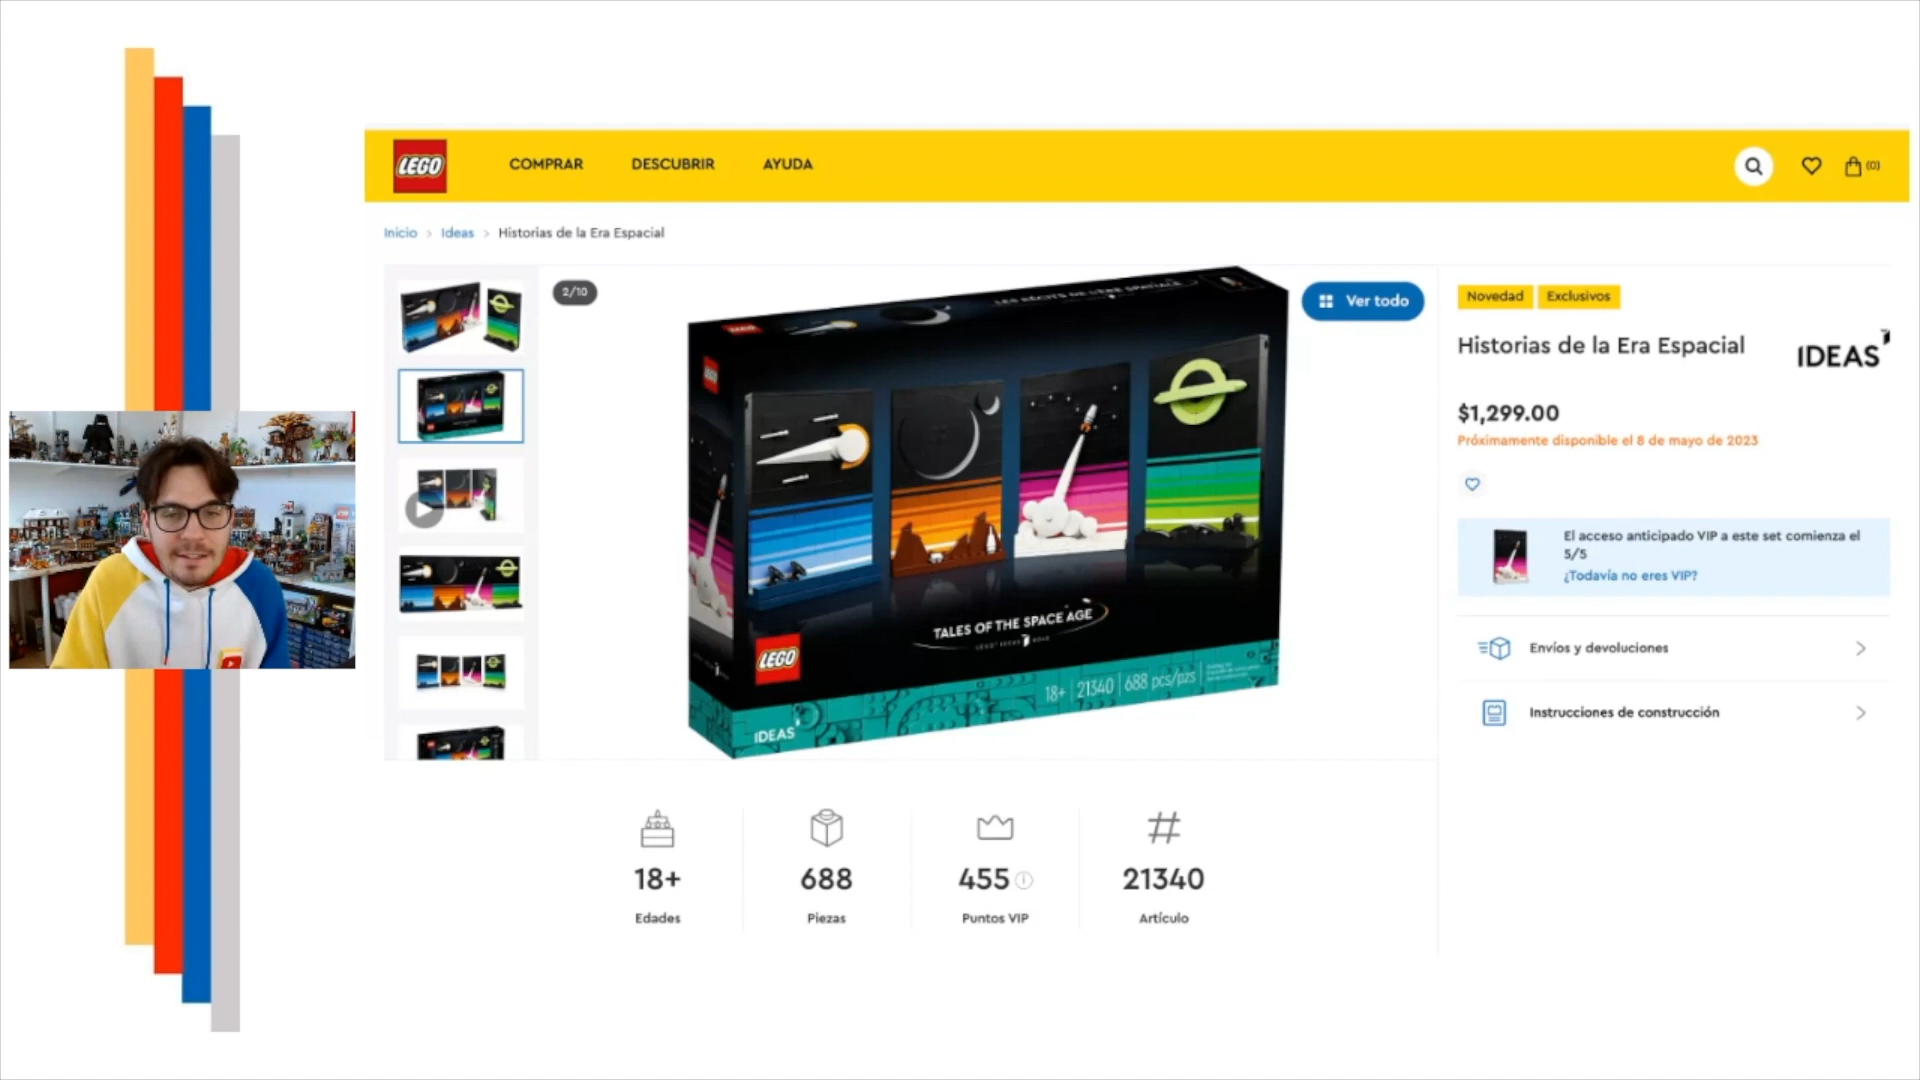 LEGO
COMPRAR
DESCUBRIR
AYUDA
(0)
Inicio > Ideas > Historias de la Era Espacial
2/10
Ver todo
LEGO
LEGO
TALES OF THE SPACE AGE
LEGO
18+ | 21340 | 688 pcs/pzs
IDEAS
Novedad
Exclusivos
Historias de la Era Espacial
IDEAS
$1,299.00
Próximamente disponible el 8 de mayo de 2023
El acceso anticipado VIP a este set comienza el
5/5
¿Todavía no eres VIP?
Envíos y devoluciones
Instrucciones de construcción
18+
Edades
688
Piezas
455
Puntos VIP
21340
Artículo